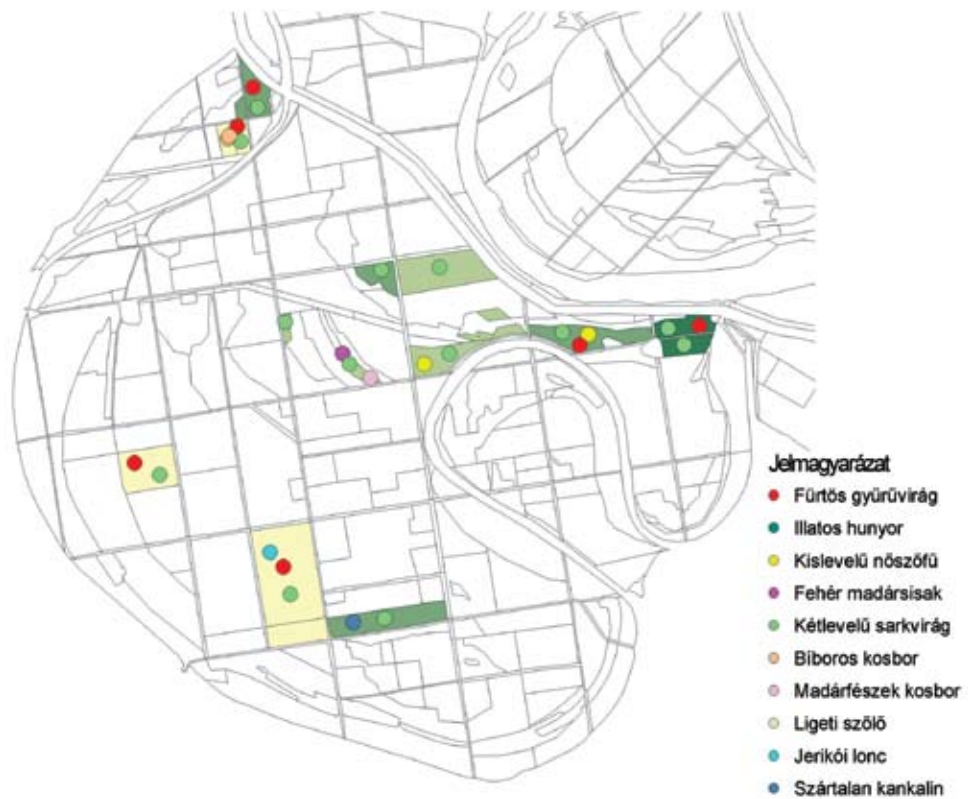 Jelmagyarázat
Fürtös gyűrűvirág
Illatos hunyor
Kislevelű nőszőfű
Fehér madársisak
Kétlevelű sarkvirág
Bíboros kosbor
Madárfészek kosbor
Ligeti szőlő
Jerikói lonc
Szártalan kankalin